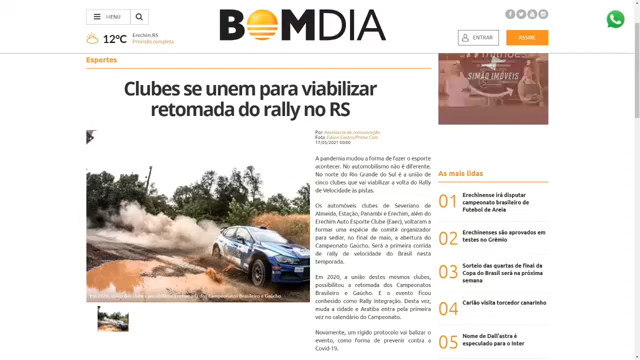 MENU
BOMDIA
12ºC
Erechim,RS
Previsão completa
ENTRAR
ASSINE
Esportes
Clubes se unem para viabilizar
retomada do rally no RS
SIMÃO IMÓVEIS
Por: Assessoria de comunicação
Foto:
17/03/2021
A pandemia mudou a forma de fazer o esporte
acontecer. No automobilismo não é diferente.
No norte do Rio Grande do Sul é a união de
cinco clubes que vai viabilizar a volta do Rally
de Velocidade às pistas.
Os automóveis clubes de Severiano de
Almeida, Estação, Panambi e Erechim, além do
Erechim Auto Esporte Clube (Eaec), voltaram a
formar uma espécie de comitê organizador
para sediar, no final de maio, a abertura do
Campeonato Gaúcho. Será a primeira corrida
de rally de velocidade do Brasil nesta
temporada.
Em 2020, a união destes mesmos clubes,
possibilitou a retomada dos Campeonatos
Brasileiro e Gaúcho. E o evento ficou
conhecido como Rally Integração. Desta vez,
muda a cidade e Aratiba entra pela primeira
vez no calendário do Campeonato.
Novamente, um rígido protocolo vai balizar o
evento, como forma de prevenir contra a
Covid-19.
As mais lidas
01 Erechinense irá disputar
campeonato brasileiro de
Futebol de Areia
02 Erechinenses são aprovados em
testes no Grêmio
03 Sorteio das quartas de final da
Copa do Brasil será na próxima
semana
04 Carlão visita torcedor canarinho
05 Nome de Dall'astra é
especulado para o Inter